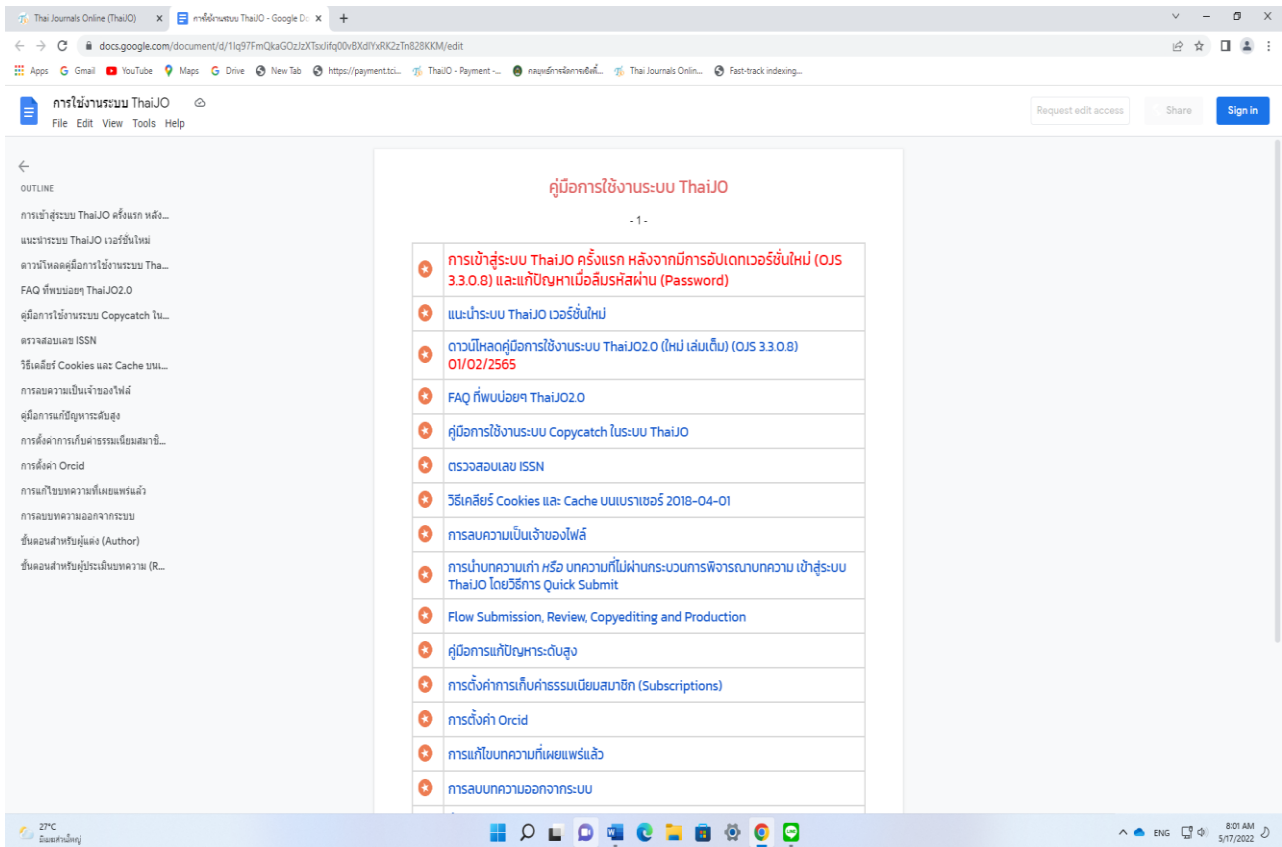 Thai Journals Online (ThaiJO)
การใช้งานระบบ ThaiJO - Google Do
docs.google.com/document/d/1Iq97FmQkaGOzJzXTsxJifq00vBXdIYxRK2zTn828KKM/edit
Apps Gmail YouTube Maps Drive New Tab https://payment.tci... ThaiJO - Payment -... Thai Journals Onlin... Fast-track indexing...
การใช้งานระบบ ThaiJO
Request edit access Share Sign in
File Edit View Tools Help
OUTLINE
การเข้าสู่ระบบ ThaiJO ครั้งแรก หลัง...
แนะนำระบบ ThaiJO เวอร์ชั่นใหม่
ดาวน์โหลดคู่มือการใช้งานระบบ Tha...
FAQ ที่พบบ่อยๆ ThaiJO2.0
คู่มือการใช้งานระบบ Copycatch ใน...
ตรวจสอบเลข ISSN
วิธีเคลียร์ Cookies และ Cache บนเ...
การลบความเป็นเจ้าของไฟล์
คู่มือการแก้ปัญหาระดับสูง
การตั้งค่าการเก็บค่าธรรมเนียมสมาชิ...
การตั้งค่า Orcid
การแก้ไขบทความที่เผยแพร่แล้ว
การลบบทความออกจากระบบ
ขั้นตอนสำหรับผู้แต่ง (Author)
ขั้นตอนสำหรับผู้ประเมินบทความ (R...
คู่มือการใช้งานระบบ ThaiJO
- 1 -
การเข้าสู่ระบบ ThaiJO ครั้งแรก หลังจากมีการอัปเดทเวอร์ชั่นใหม่ (OJS
3.3.0.8) และแก้ปัญหาเมื่อลืมรหัสผ่าน (Password)
แนะนำระบบ ThaiJO เวอร์ชั่นใหม่
ดาวน์โหลดคู่มือการใช้งานระบบ ThaiJO2.0 (ใหม่ เล่มเต็ม) (OJS 3.3.0.8)
01/02/2565
FAQ ที่พบบ่อยๆ ThaiJO2.0
คู่มือการใช้งานระบบ Copycatch ในระบบ ThaiJO
ตรวจสอบเลข ISSN
วิธีเคลียร์ Cookies และ Cache บนเบราเซอร์ 2018-04-01
การลบความเป็นเจ้าของไฟล์
การนำบทความเก่า หรือ บทความที่ไม่ผ่านกระบวนการพิจารณาบทความ เข้าสู่ระบบ
ThaiJO โดยวิธีการ Quick Submit
Flow Submission, Review, Copyediting and Production
คู่มือการแก้ปัญหาระดับสูง
การตั้งค่าการเก็บค่าธรรมเนียมสมาชิก (Subscriptions)
การตั้งค่า Orcid
การแก้ไขบทความที่เผยแพร่แล้ว
การลบบทความออกจากระบบ
27°C
มีเมฆส่วนใหญ่
ENG
8:01 AM
5/17/2022